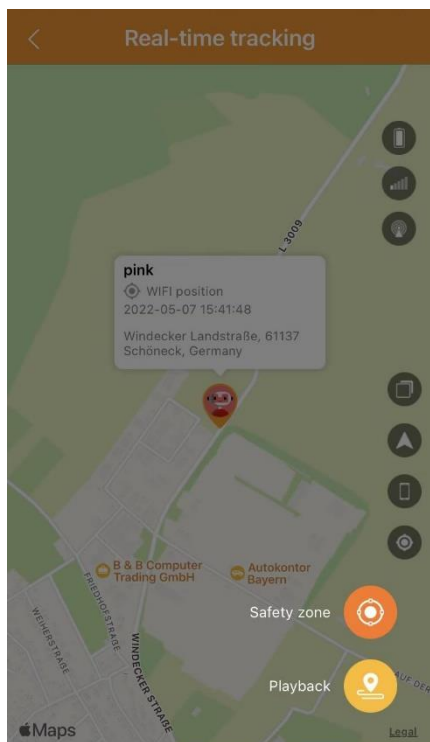 Real-time tracking
L 3009
pink
WIFI position
2022-05-07 15:41:48
Windecker Landstraße, 61137
Schöneck, Germany
B & B Computer
Trading GmbH
Autokontor
Bayern
FRIEDHOFSTRAßE
WEIHERSTRAßE
WINDECKER STRAßE
Safety zone
AUF DER
Playback
Maps
Legal